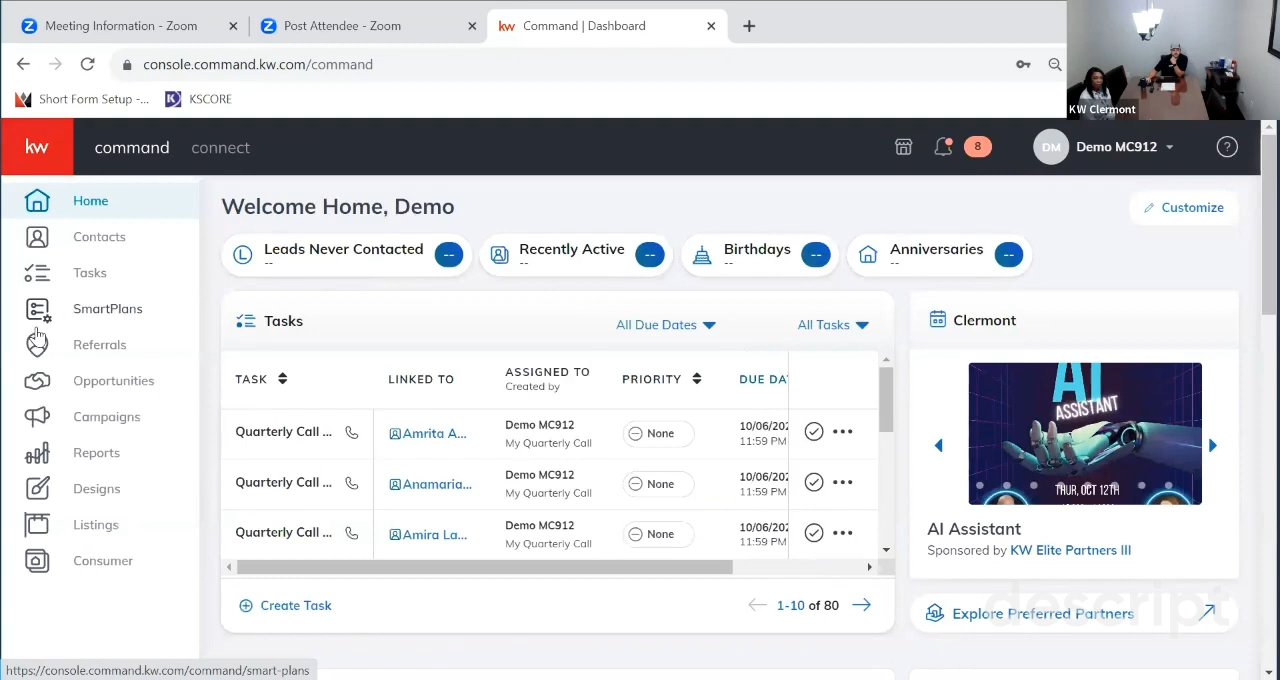 Meeting Information - Zoom
Post Attendee - Zoom
kw Command | Dashboard
console.command.kw.com/command
Short Form Setup -...
KSCORE
KW Clermont
kw command connect
8
DM Demo MC912
Home
Contacts
Tasks
SmartPlans
Referrals
Opportunities
Campaigns
Reports
Designs
Listings
Consumer
Welcome Home, Demo
Customize
Leads Never Contacted --
--
Recently Active --
--
Birthdays --
--
Anniversaries --
--
Tasks
All Due Dates
All Tasks
TASK
LINKED TO
ASSIGNED TO
Created by
PRIORITY
DUE DA
Quarterly Call ...
Amrita A...
Demo MC912
My Quarterly Call
None
10/06/202
11:59 PM
Quarterly Call ...
Anamaria...
Demo MC912
My Quarterly Call
None
10/06/202
11:59 PM
Quarterly Call ...
Amira La...
Demo MC912
My Quarterly Call
None
10/06/202
11:59 PM
Create Task
1-10 of 80
Clermont
AI
ASSISTANT
THUR, OCT 12TH
AI Assistant
Sponsored by KW Elite Partners III
Explore Preferred Partners
descript
https://console.command.kw.com/command/smart-plans